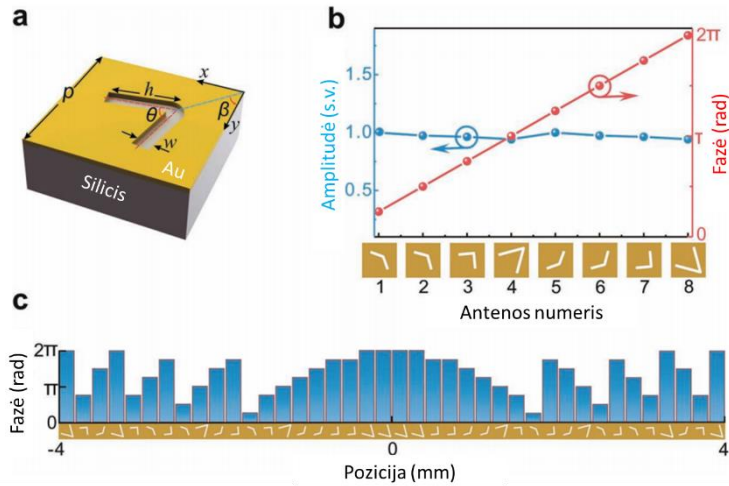 a
p
h
θ
w
x
β
y
Au
Silicis
b
Amplitudė (s.v.)
1.5
1.0
0.5
2π
π
0
Fazė (rad)
1 2 3 4 5 6 7 8
Antenos numeris
c
Fazė (rad)
2π
π
0
-4 0 4
Pozicija (mm)